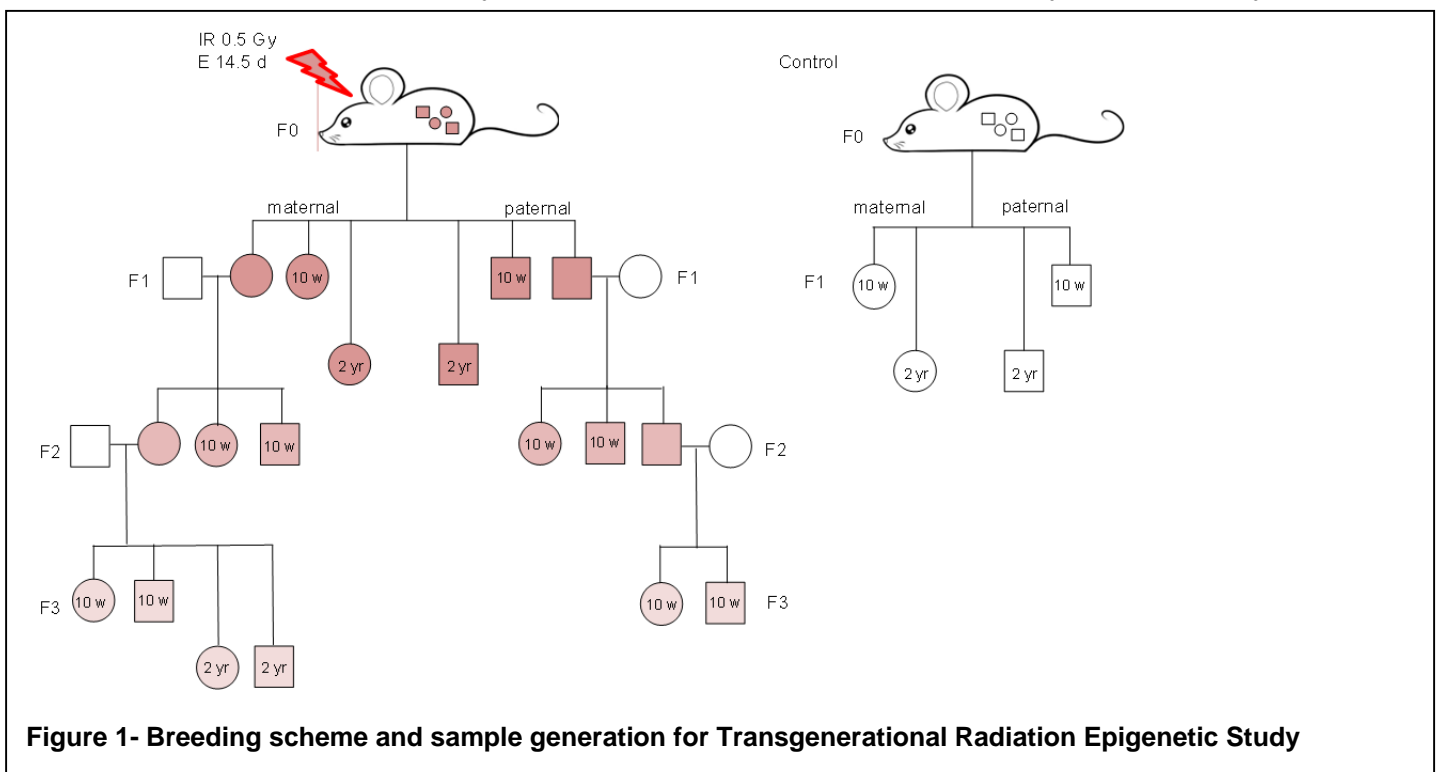 IR 0.5 Gy
E 14.5 d
Control
F0
F0
maternal
paternal
maternal
paternal
F1
10 w
10 w
F1
F1
10 w
10 w
2 yr
2 yr
2 yr
2 yr
F2
10 w
10 w
10 w
10 w
F2
F3
10 w
10 w
10 w
10 w
F3
2 yr
2 yr
Figure 1- Breeding scheme and sample generation for Transgenerational Radiation Epigenetic Study